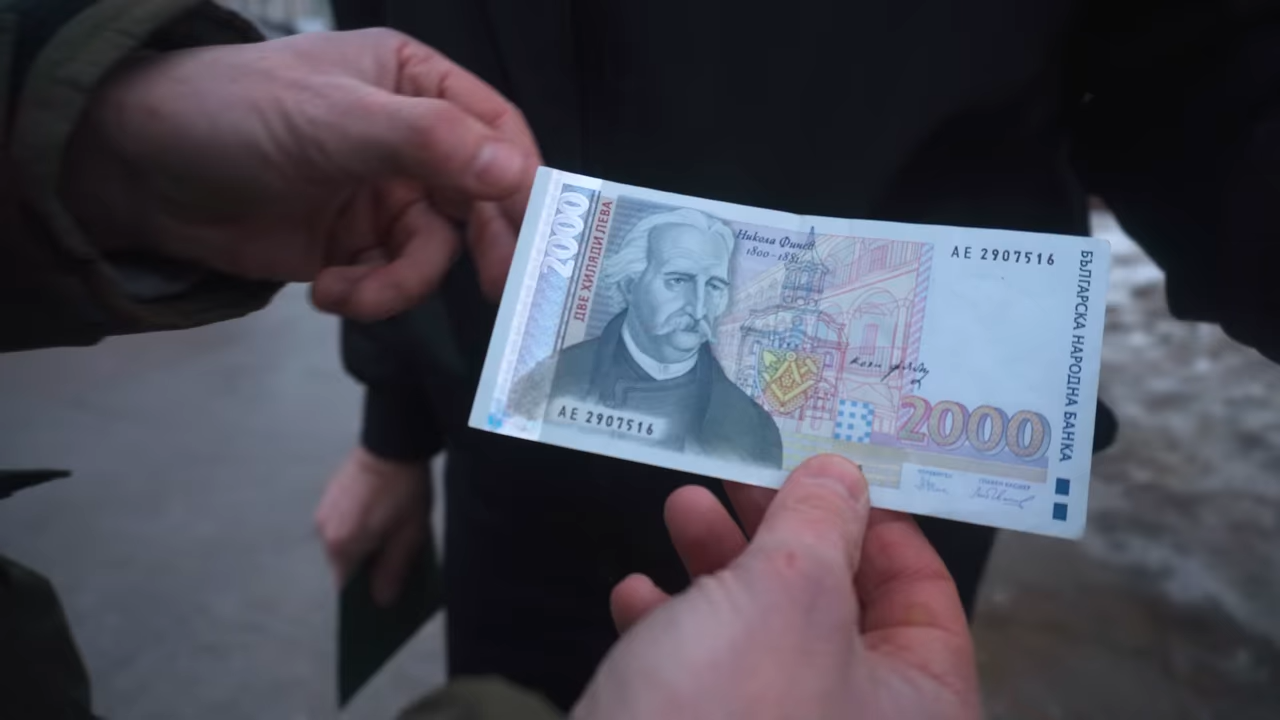 2000
ДВЕ ХИЛЯДИ ЛЕВА
Никола Фичев
1800-1881
АЕ 2907516
БЪЛГАРСКА НАРОДНА БАНКА
АЕ 2907516
2000